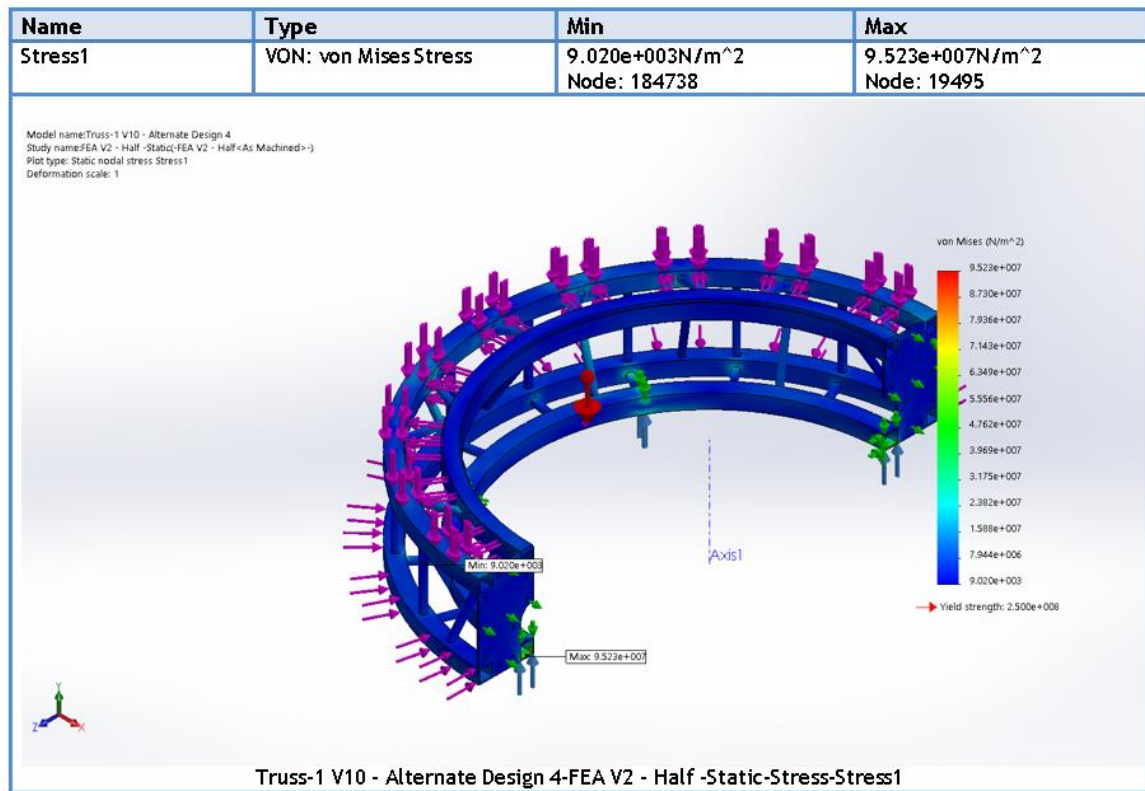 Name Type Min Max
Stress1 VON: von Mises Stress 9.020e+003N/m^2 9.523e+007N/m^2
Node: 184738 Node: 19495
Model name:Truss-1 V10 - Alternate Design 4
Study name:FEA V2 - Half -Static(-FEA V2 - Half<As Machined>-)
Plot type: Static nodal stress Stress1
Deformation scale: 1
von Mises (N/m^2)
9.523e+007
8.730e+007
7.936e+007
7.143e+007
6.349e+007
5.556e+007
4.762e+007
3.969e+007
3.175e+007
2.382e+007
1.588e+007
7.944e+006
9.020e+003
Yield strength: 2.500e+008
Axis1
Min: 9.020e+003
Max: 9.523e+007
Y
Z
X
Truss-1 V10 - Alternate Design 4-FEA V2 - Half -Static-Stress-Stress1